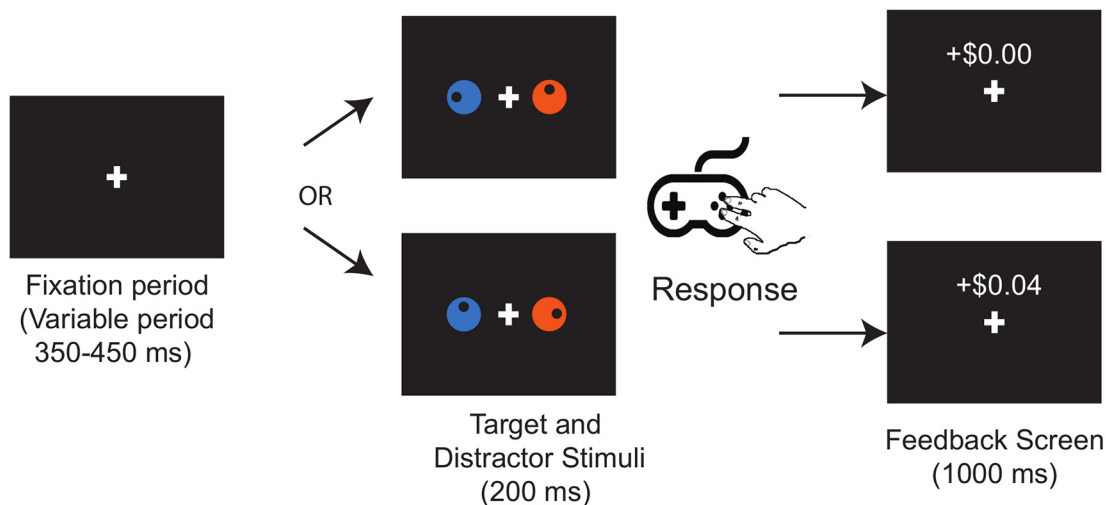 Fixation period
(Variable period
350-450 ms)
OR
Target and
Distractor Stimuli
(200 ms)
Response
+$0.00
+$0.04
Feedback Screen
(1000 ms)